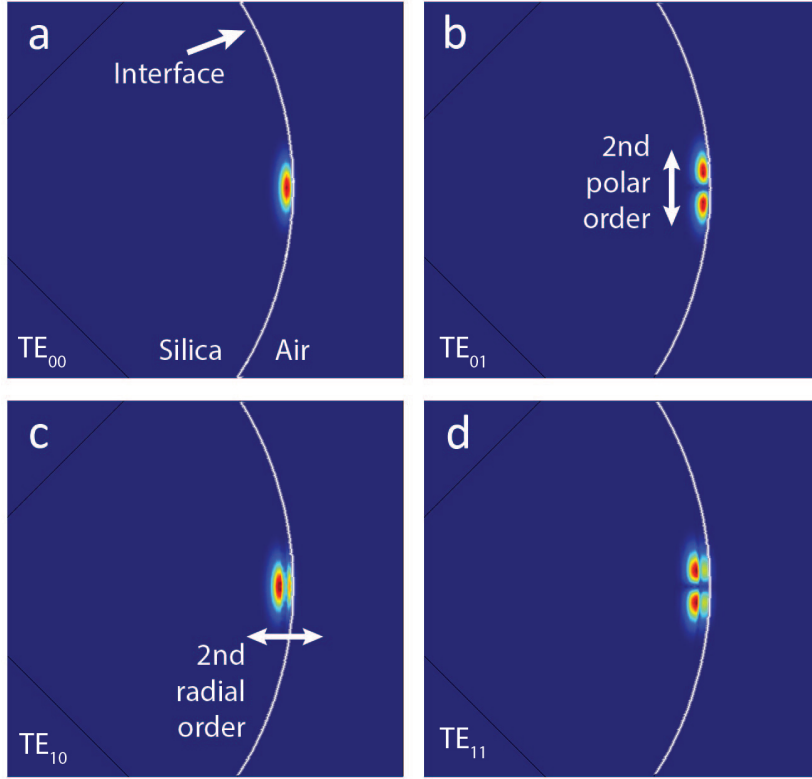 a
Interface
Silica
Air
TE₀₀
b
2nd
polar
order
TE₀₁
c
2nd
radial
order
TE₁₀
d
TE₁₁